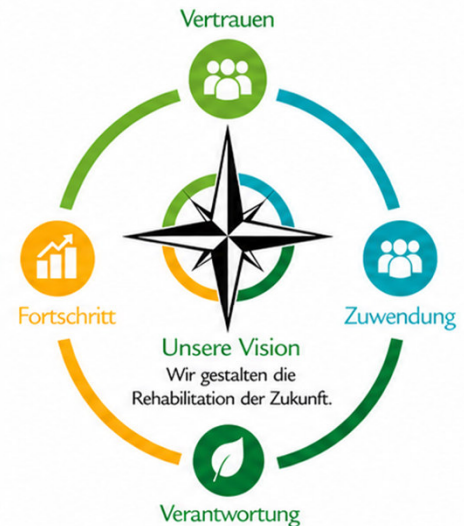 Vertrauen
Fortschritt
Zuwendung
Unsere Vision
Wir gestalten die
Rehabilitation der Zukunft.
Verantwortung